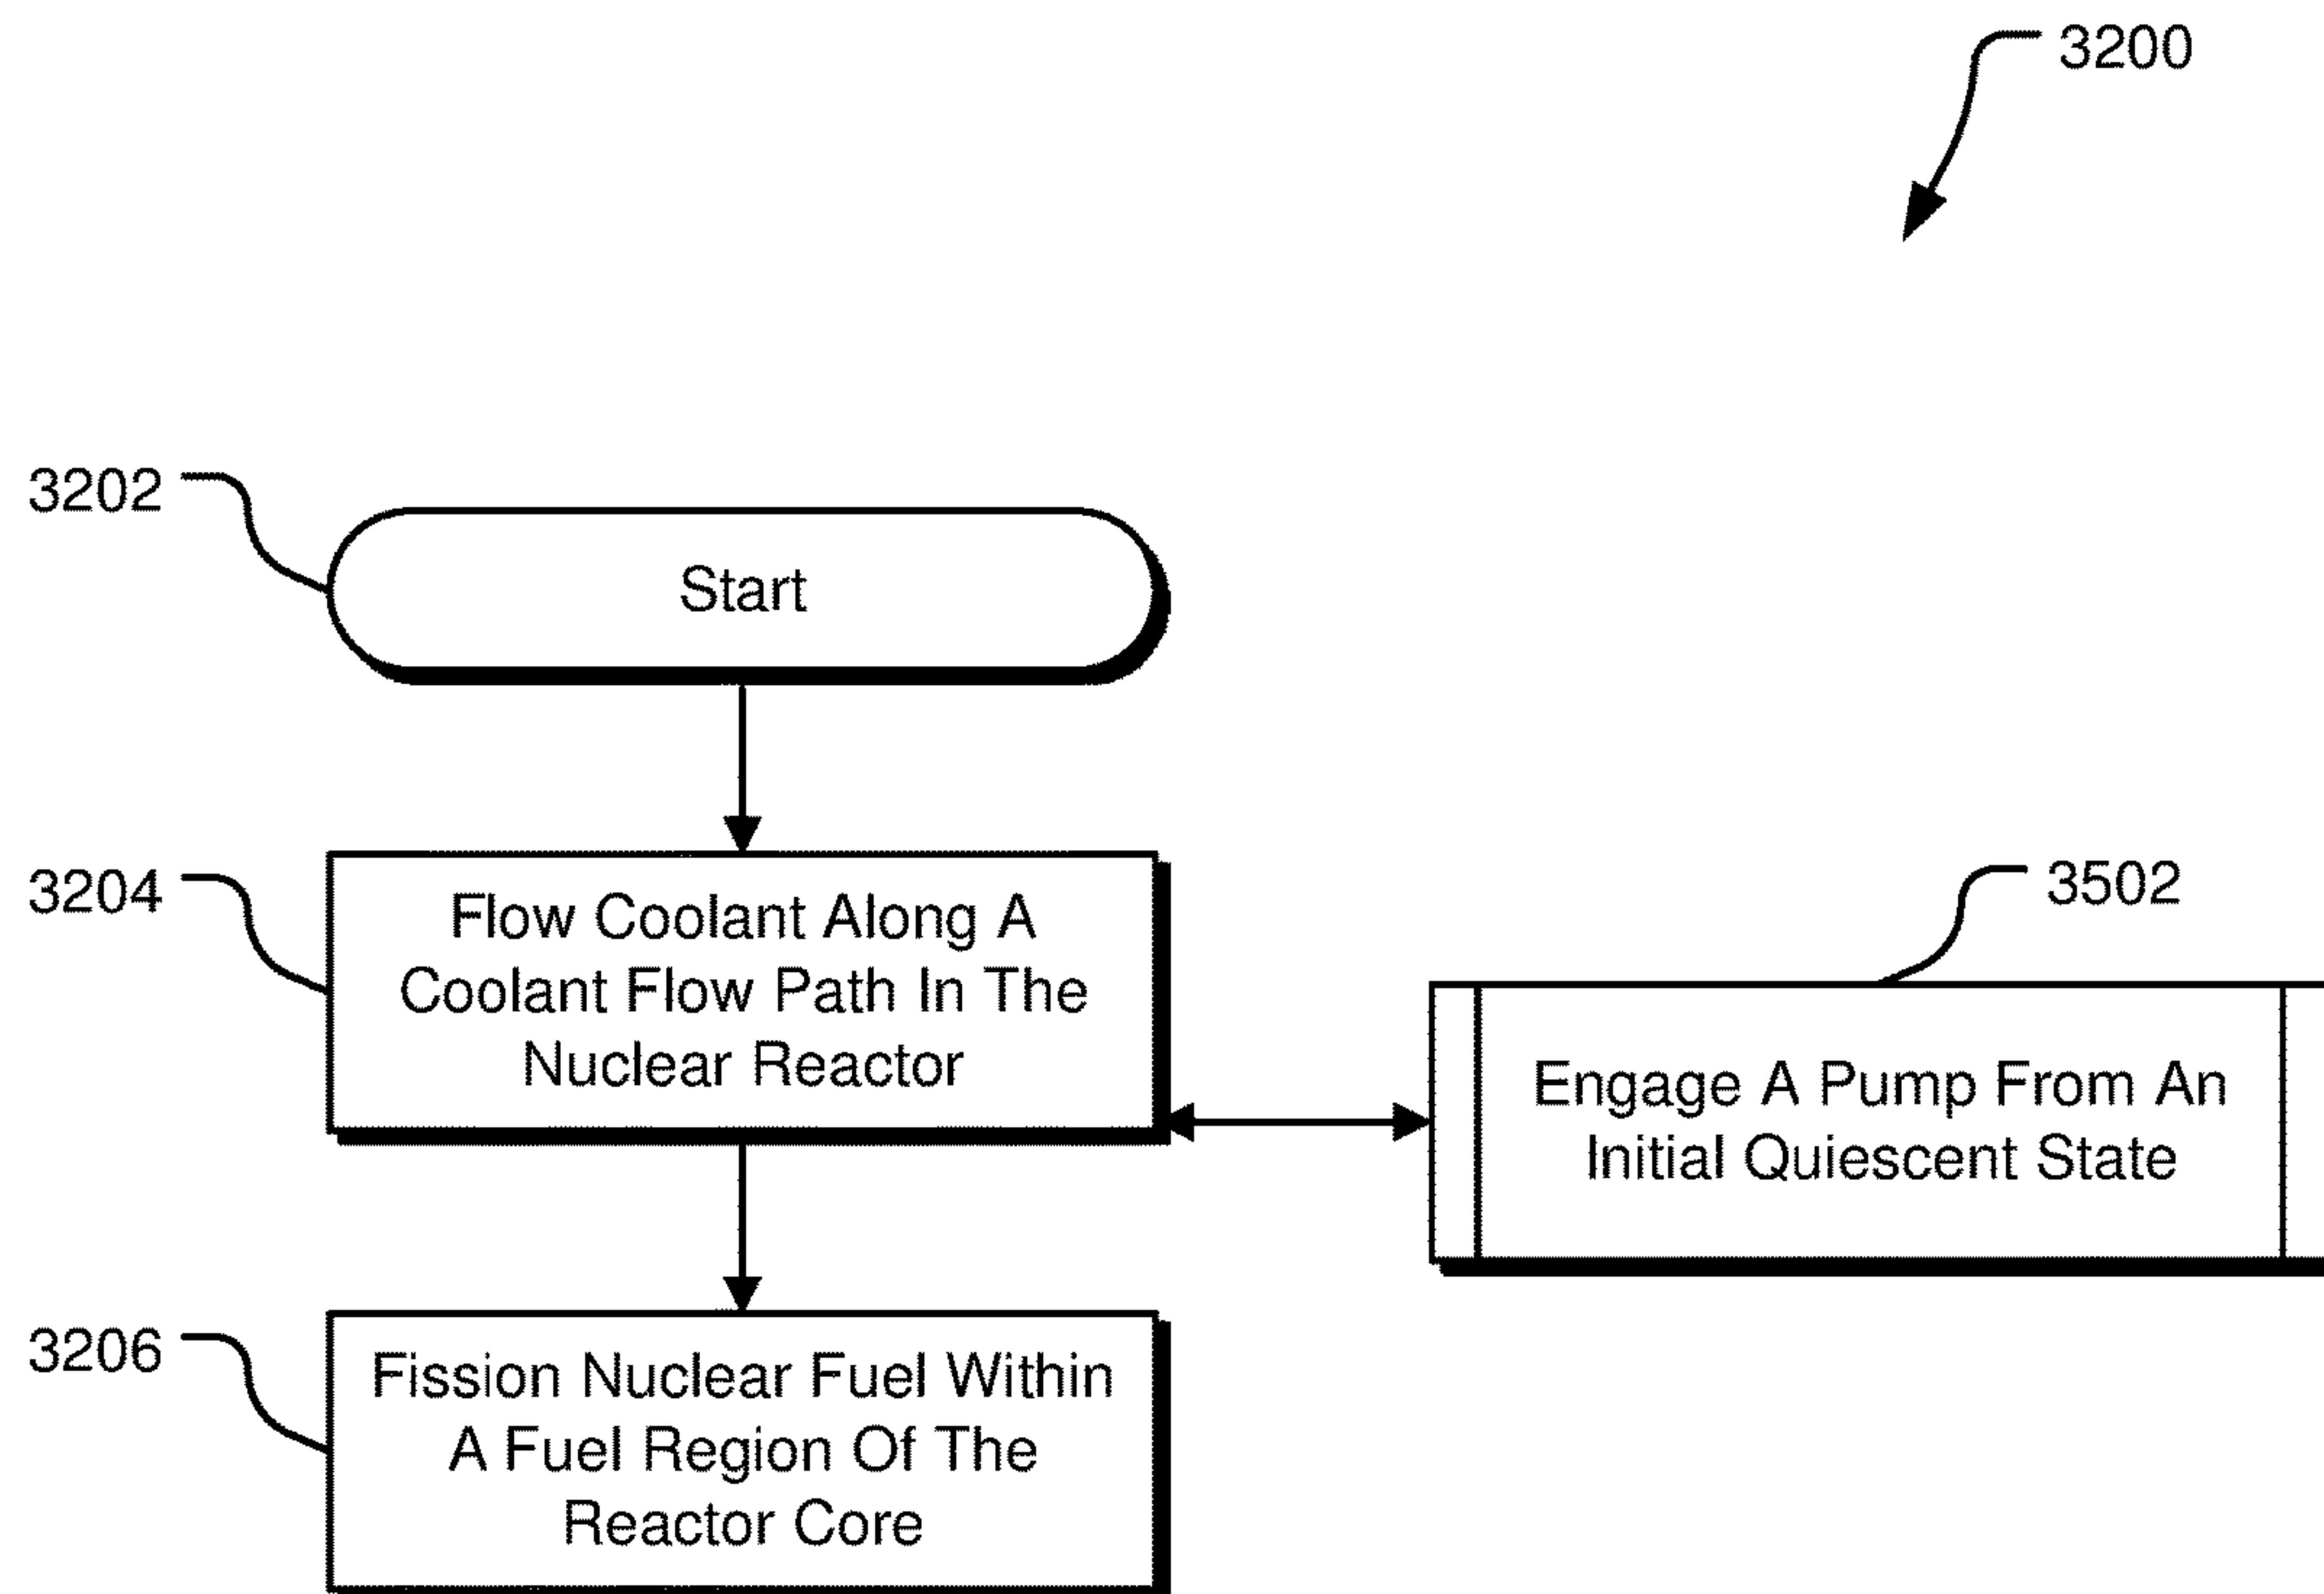 3200
3202
Start
3204
Flow Coolant Along A
Coolant Flow Path In The
Nuclear Reactor
3502
Engage A Pump From An
Initial Quiescent State
3206
Fission Nuclear Fuel Within
A Fuel Region Of The
Reactor Core